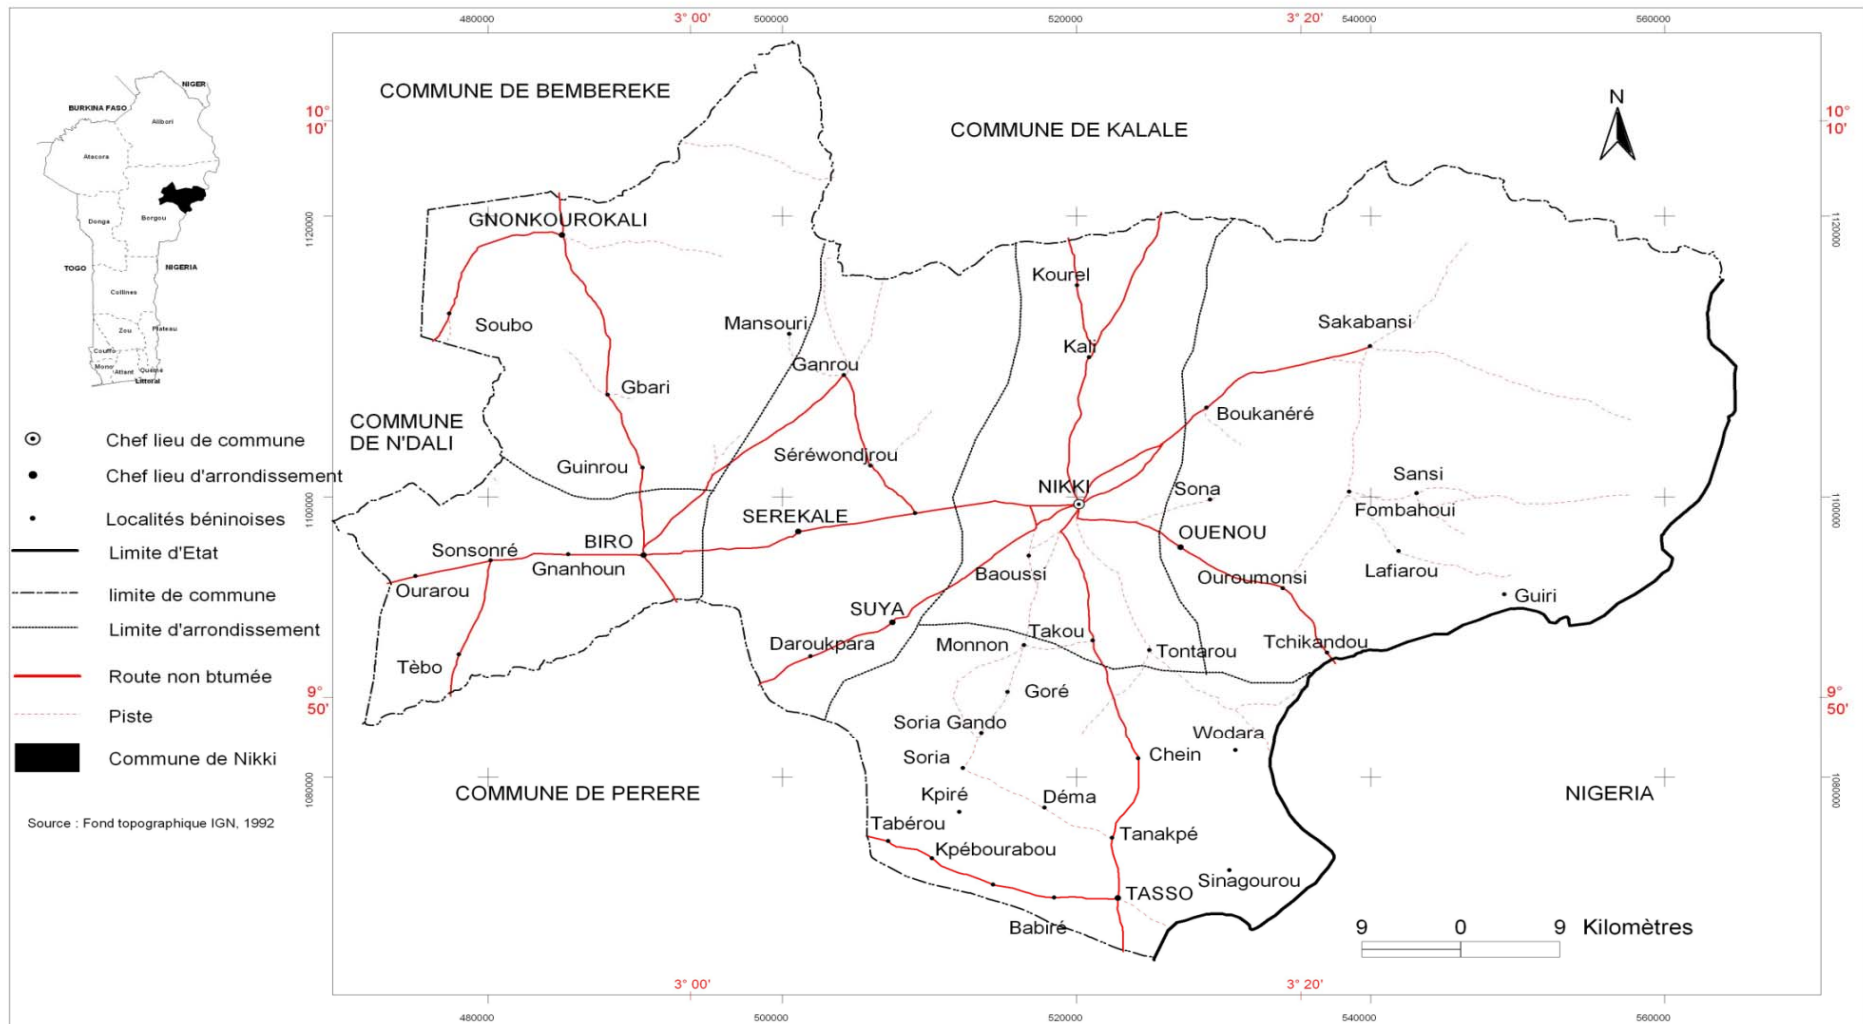 480000
3° 00'
500000
520000
3° 20'
540000
560000
NIGER
BURKINA FASO
Alibori
Atacora
Donga
Borgou
TOGO
NIGERIA
Collines
Zou
Plateau
Couffo
Mono
Atlant
Ouémé
Littoral
10°
10'
10°
10'
1120000
1120000
1100000
1100000
1080000
1080000
9°
50'
9°
50'
COMMUNE DE BEMBEREKE
COMMUNE DE KALALE
N
GNONKOUROKALI
Kourel
Soubo
Mansouri
Sakabansi
Kali
Ganrou
Gbari
Boukanéré
COMMUNE
DE N'DALI
Guinrou
Séréwondirou
Sansi
NIKKI
Sona
Fombahoui
SEREKALE
OUENOU
BIRO
Sonsonré
Gnanhoun
Baoussi
Lafiarou
Ourarou
Ouroumonsi
Guiri
SUYA
Takou
Daroukpara
Monnon
Tontarou
Tchikandou
Tèbo
Goré
Soria Gando
Wodara
Soria
Chein
COMMUNE DE PERERE
Kpiré
Déma
NIGERIA
Tabérou
Tanakpé
Kpébourabou
Sinagourou
TASSO
Babiré
Chef lieu de commune
Chef lieu d'arrondissement
Localités béninoises
Limite d'Etat
limite de commune
Limite d'arrondissement
Route non btumée
Piste
Commune de Nikki
Source : Fond topographique IGN, 1992
9 0 9 Kilomètres
3° 00'
3° 20'
480000
500000
520000
540000
560000